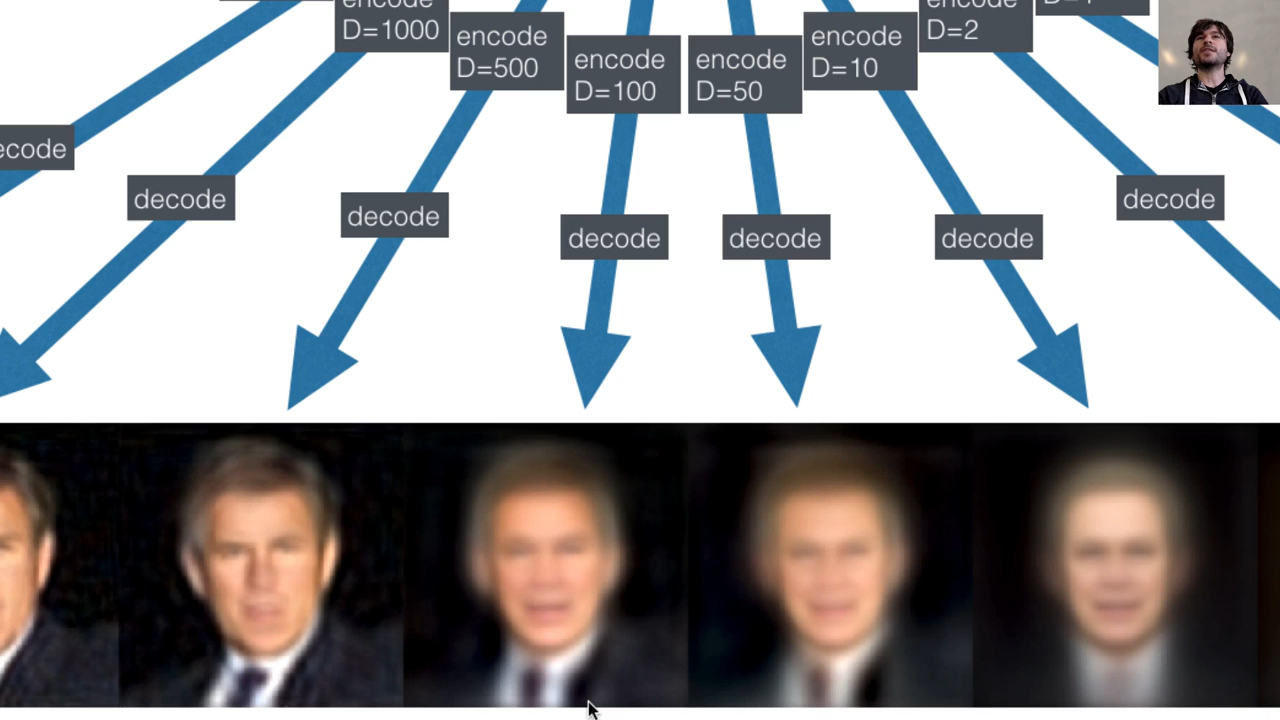 encode
D=1000
encode
D=500
encode
D=100
encode
D=50
encode
D=10
encode
D=2
ecode
decode
decode
decode
decode
decode
decode